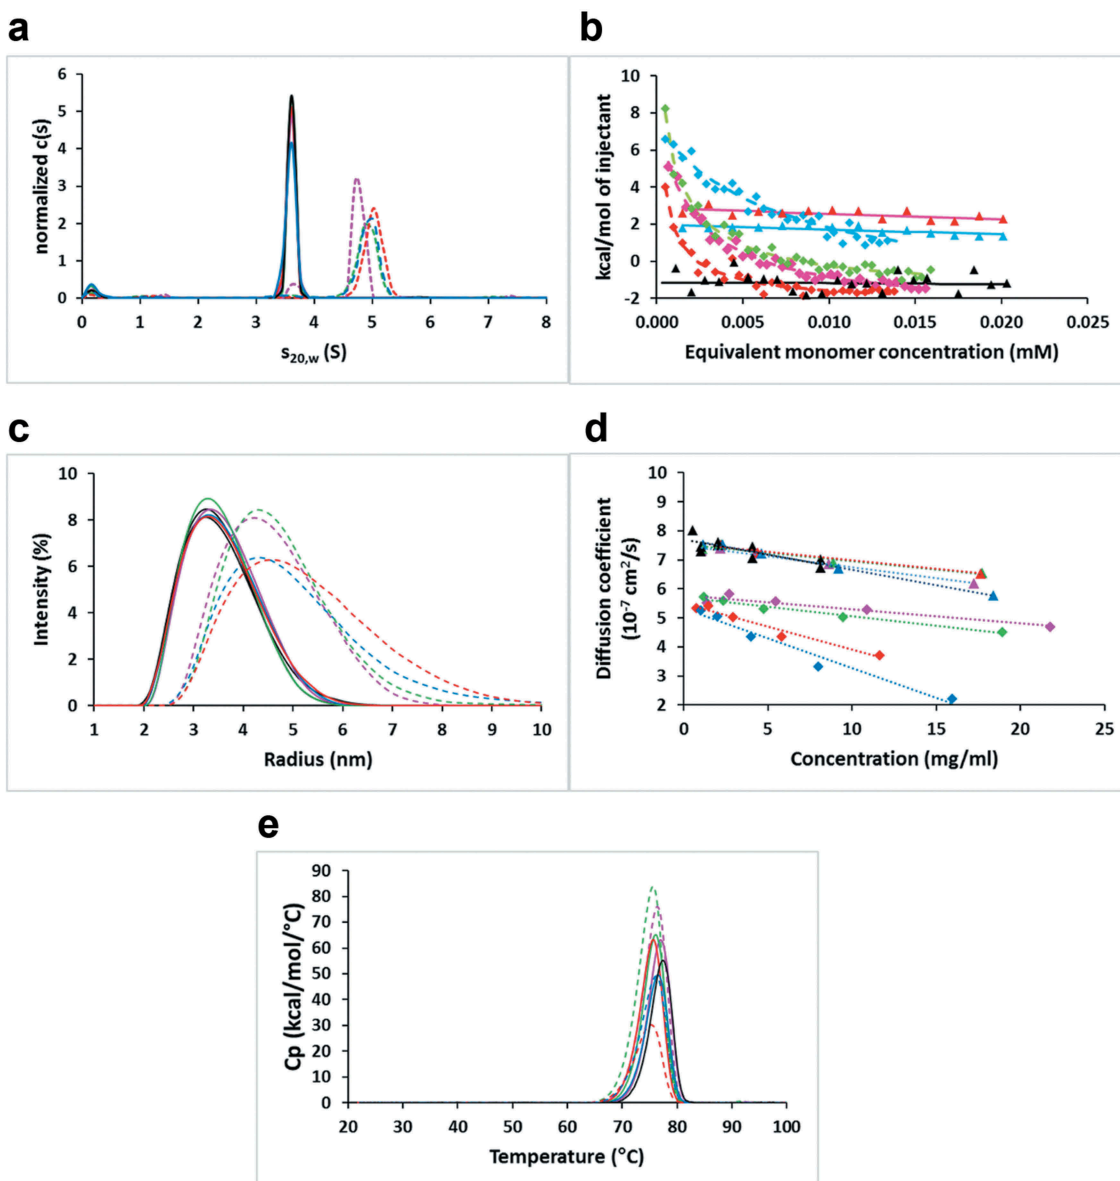 a
normalized c(s)
6
5
4
3
2
1
0
0 1 2 3 4 5 6 7 8
s20,w (S)
b
kcal/mol of injectant
10
8
6
4
2
0
-2
0.000 0.005 0.010 0.015 0.020 0.025
Equivalent monomer concentration (mM)
c
Intensity (%)
10
8
6
4
2
0
1 2 3 4 5 6 7 8 9 10
Radius (nm)
d
Diffusion coefficient
(10-7 cm2/s)
10
9
8
7
6
5
4
3
2
0 5 10 15 20 25
Concentration (mg/ml)
e
Cp (kcal/mol/°C)
90
80
70
60
50
40
30
20
10
0
20 30 40 50 60 70 80 90 100
Temperature (°C)